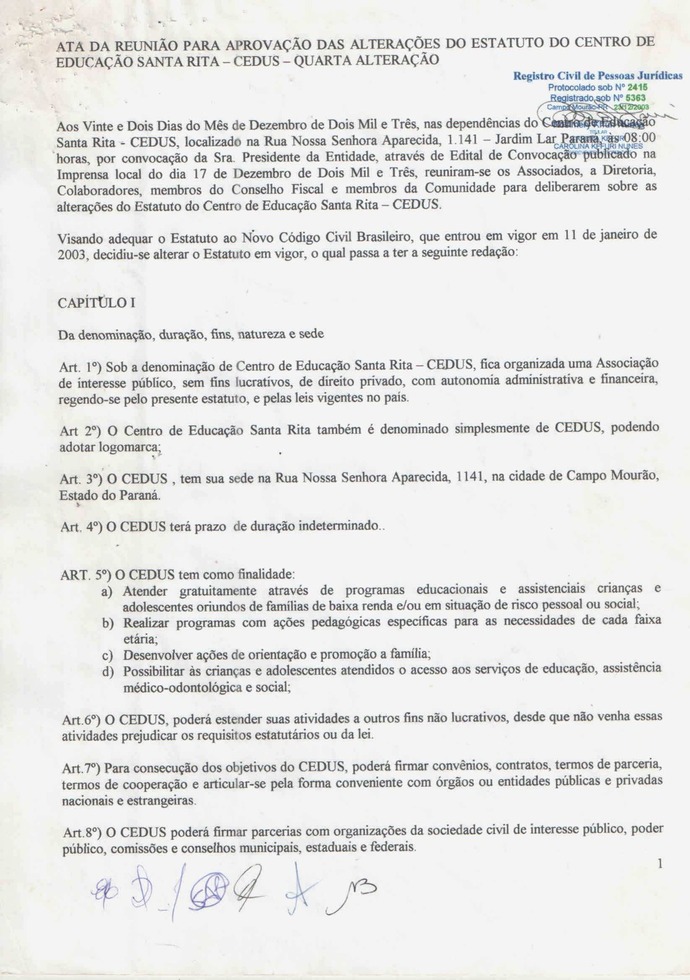 ATA DA REUNIÃO PARA APROVAÇÃO DAS ALTERAÇÕES DO ESTATUTO DO CENTRO DE
EDUCAÇÃO SANTA RITA – CEDUS – QUARTA ALTERAÇÃO
Registro Civil de Pessoas Jurídicas
Protocolado sob Nº 2415
Registrado sob Nº 5363
Campo Mourão-PR
Aos Vinte e Dois Dias do Mês de Dezembro de Dois Mil e Três, nas dependências do Centro de Educação
Santa Rita - CEDUS, localizado na Rua Nossa Senhora Aparecida, 1.141 – Jardim Lar Paraná, às 08:00
horas, por convocação da Sra. Presidente da Entidade, através de Edital de Convocação publicado na
Imprensa local do dia 17 de Dezembro de Dois Mil e Três, reuniram-se os Associados, a Diretoria,
Colaboradores, membros do Conselho Fiscal e membros da Comunidade para deliberarem sobre as
alterações do Estatuto do Centro de Educação Santa Rita – CEDUS.
Visando adequar o Estatuto ao Novo Código Civil Brasileiro, que entrou em vigor em 11 de janeiro de
2003, decidiu-se alterar o Estatuto em vigor, o qual passa a ter a seguinte redação:
CAPÍTULO I
Da denominação, duração, fins, natureza e sede
Art. 1º) Sob a denominação de Centro de Educação Santa Rita – CEDUS, fica organizada uma Associação
de interesse público, sem fins lucrativos, de direito privado, com autonomia administrativa e financeira,
regendo-se pelo presente estatuto, e pelas leis vigentes no país.
Art 2º) O Centro de Educação Santa Rita também é denominado simplesmente de CEDUS, podendo
adotar logomarca;
Art. 3º) O CEDUS , tem sua sede na Rua Nossa Senhora Aparecida, 1141, na cidade de Campo Mourão,
Estado do Paraná.
Art. 4º) O CEDUS terá prazo de duração indeterminado..
ART. 5º) O CEDUS tem como finalidade:
a) Atender gratuitamente através de programas educacionais e assistenciais crianças e
adolescentes oriundos de famílias de baixa renda e/ou em situação de risco pessoal ou social;
b) Realizar programas com ações pedagógicas especificas para as necessidades de cada faixa
etária;
c) Desenvolver ações de orientação e promoção a família;
d) Possibilitar às crianças e adolescentes atendidos o acesso aos serviços de educação, assistência
médico-odontológica e social;
Art.6º) O CEDUS, poderá estender suas atividades a outros fins não lucrativos, desde que não venha essas
atividades prejudicar os requisitos estatutários ou da lei.
Art.7º) Para consecução dos objetivos do CEDUS, poderá firmar convênios, contratos, termos de parceria,
termos de cooperação e articular-se pela forma conveniente com órgãos ou entidades públicas e privadas
nacionais e estrangeiras.
Art.8º) O CEDUS poderá firmar parcerias com organizações da sociedade civil de interesse público, poder
público, comissões e conselhos municipais, estaduais e federais.
1